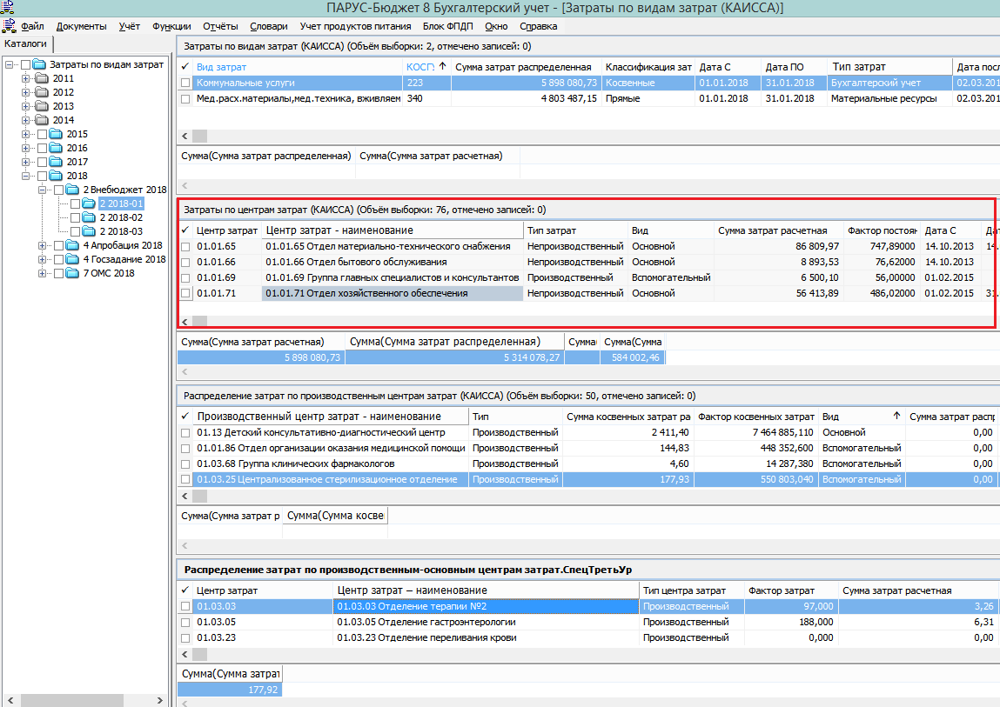 ПАРУС-Бюджет 8 Бухгалтерский учет - [Затраты по видам затрат (КАИССА)]
Файл Документы Учёт Функции Отчёты Словари Учет продуктов питания Блок ФПДП Окно Справка
Каталоги
Затраты по видам затрат
2011
2012
2013
2014
2015
2016
2017
2018
2 Внебюджет 2018
2 2018-01
2 2018-02
2 2018-03
4 Апробация 2018
4 Госзадание 2018
7 ОМС 2018
Затраты по видам затрат (КАИССА) (Объём выборки: 2, отмечено записей: 0)
Вид затрат КОСГУ Сумма затрат распределенная Классификация зат Дата С Дата ПО Тип затрат Дата посл
Коммунальные услуги 223 5 898 080,73 Косвенные 01.01.2018 31.01.2018 Бухгалтерский учет 02.03.201
Мед.расх.материалы,мед.техника, вживляем 340 4 803 487,15 Прямые 01.01.2018 31.01.2018 Материальные ресурсы 02.03.201
Сумма(Сумма затрат распределенная) Сумма(Сумма затрат расчетная)
Затраты по центрам затрат (КАИССА) (Объём выборки: 76, отмечено записей: 0)
Центр затрат Центр затрат - наименование Тип затрат Вид Сумма затрат расчетная Фактор постоян Дата С Дат
01.01.65 01.01.65 Отдел материально-технического снабжения Непроизводственный Основной 86 809,97 747,89000 14.10.2013 14.
01.01.66 01.01.66 Отдел бытового обслуживания Непроизводственный Основной 8 893,53 76,62000 14.10.2013
01.01.69 01.01.69 Группа главных специалистов и консультантов Производственный Вспомогательный 6 500,10 56,00000 01.02.2015
01.01.71 01.01.71 Отдел хозяйственного обеспечения Непроизводственный Основной 56 413,89 486,02000 01.02.2015 31.
Сумма(Сумма затрат расчетная) Сумма(Сумма затрат распределенная) Сумма( Сумма(Сумма
5 898 080,73 5 314 078,27 584 002,46
Распределение затрат по производственным центрам затрат (КАИССА) (Объём выборки: 50, отмечено записей: 0)
Производственный центр затрат - наименование Тип Сумма косвенных затрат ра Фактор косвенных затрат Вид Сумма затрат распр
01.13 Детский консультативно-диагностический центр Производственный 2 411,40 7 464 885,110 Основной 0,00
01.01.86 Отдел организации оказания медицинской помощи Производственный 144,83 448 352,600 Вспомогательный 0,00
01.03.68 Группа клинических фармакологов Производственный 4,60 14 287,380 Вспомогательный 0,00
01.03.25 Централизованное стерилизационное отделение Производственный 177,93 550 803,040 Вспомогательный 0,00
Сумма(Сумма затрат р Сумма(Сумма косве
Распределение затрат по производственным-основным центрам затрат.СпецТретьУр
Центр затрат Центр затрат – наименование Тип центра затрат Фактор затрат Сумма затрат расчетная
01.03.03 01.03.03 Отделение терапии №2 Производственный 97,000 3,26
01.03.05 01.03.05 Отделение гастроэнтерологии Производственный 188,000 6,31
01.03.23 01.03.23 Отделение переливания крови Производственный 0,000 0,00
Сумма(Сумма затрат
177,92